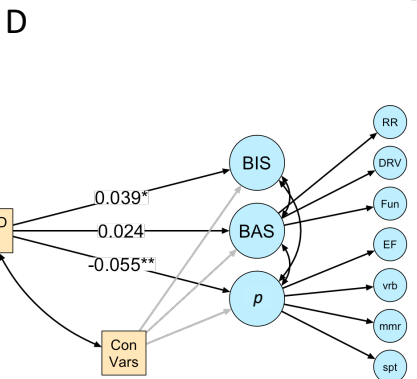 D
RR
BIS
DRV
0.039*
Fun
0.024
BAS
EF
-0.055**
vrb
p
mmr
Con
Vars
spt